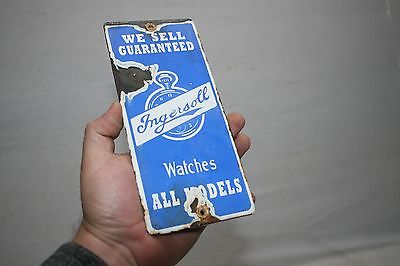 WE SELL
GUARANTEED
Ingersoll
Watches
ALL MODELS